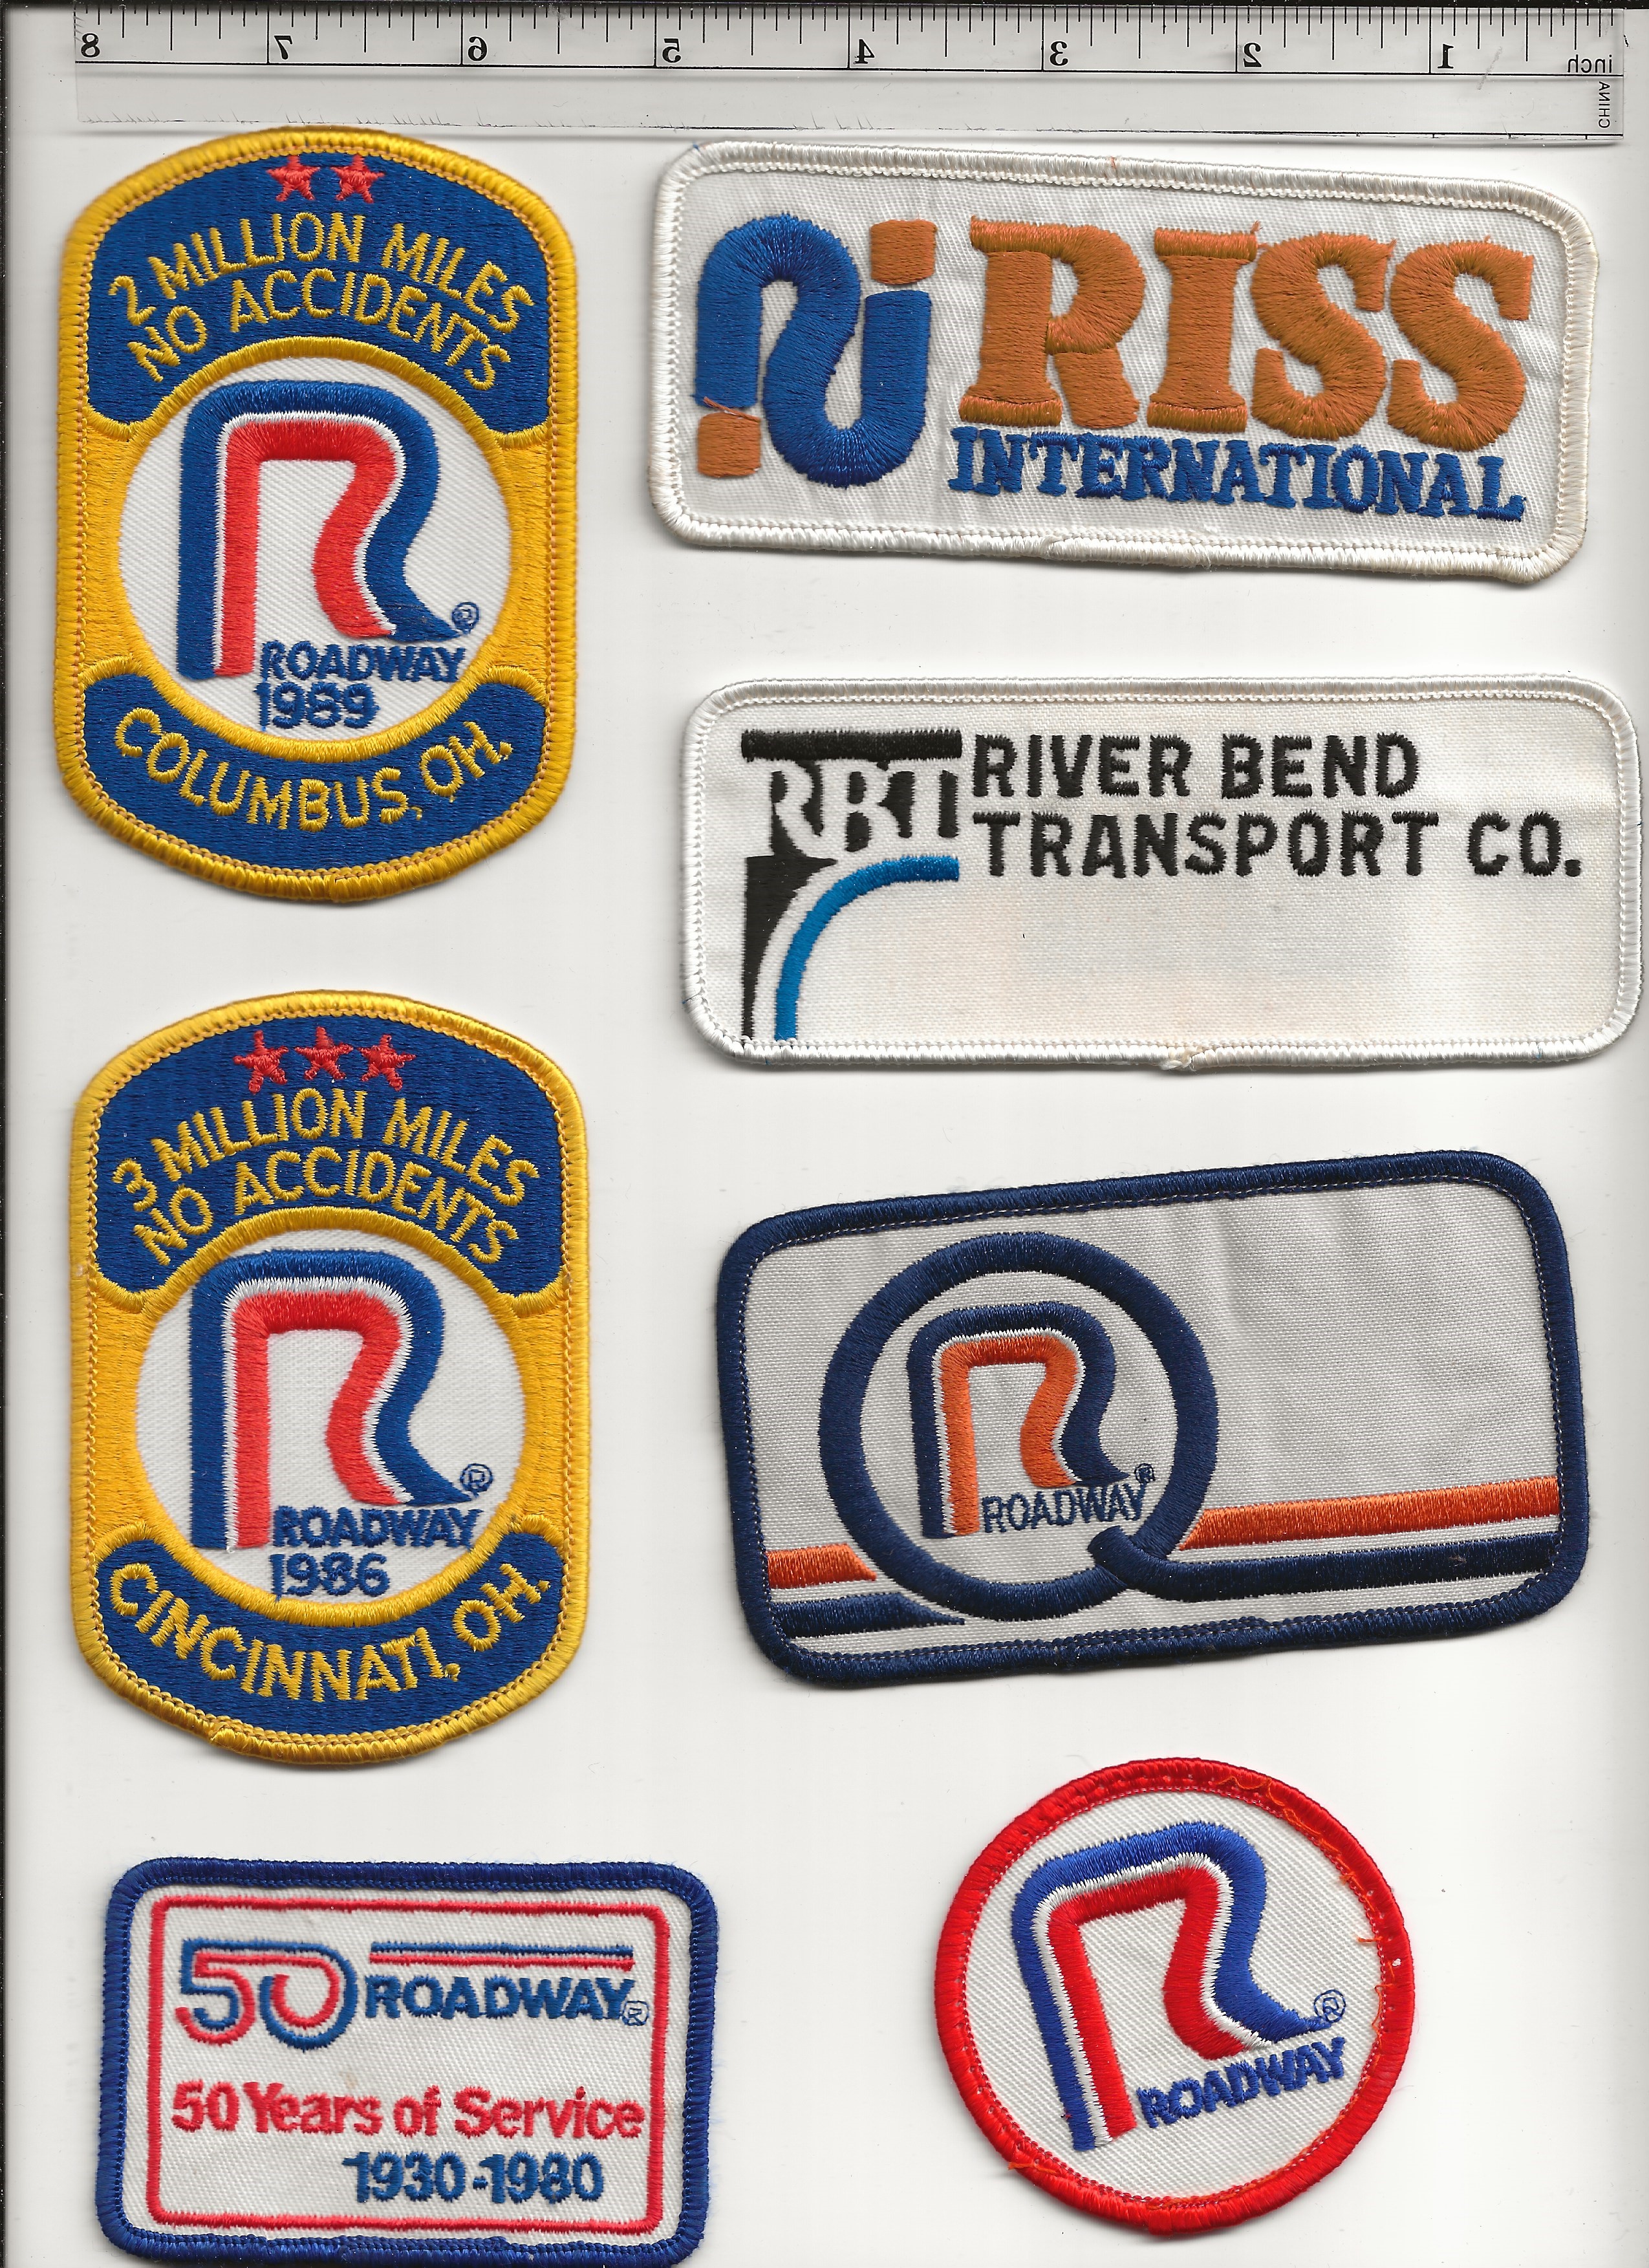 8 7 6 5 4 3 2 1 inch
CHINA
2 MILLION MILES
NO ACCIDENTS
R®
ROADWAY
1989
COLUMBUS, OH.
RISS
INTERNATIONAL
RBT
RIVER BEND
TRANSPORT CO.
3 MILLION MILES
NO ACCIDENTS
R®
ROADWAY
1986
CINCINNATI, OH.
R®
ROADWAY
50 ROADWAY®
50 Years of Service
1930-1980
R®
ROADWAY